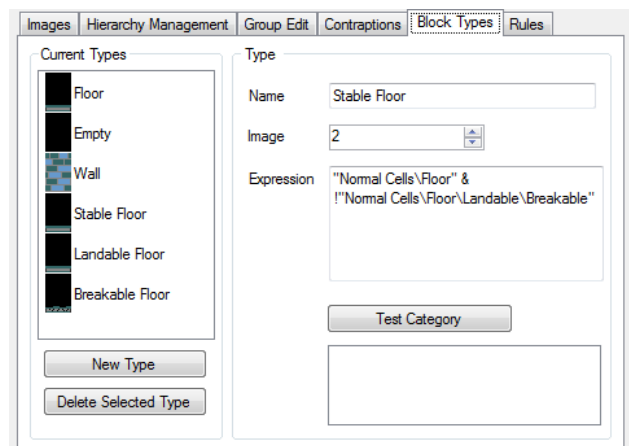 Images Hierarchy Management Group Edit Contraptions Block Types Rules
Current Types
Floor
Empty
Wall
Stable Floor
Landable Floor
Breakable Floor
New Type
Delete Selected Type
Type
Name Stable Floor
Image 2
Expression "Normal Cells\Floor" &
!"Normal Cells\Floor\Landable\Breakable"
Test Category